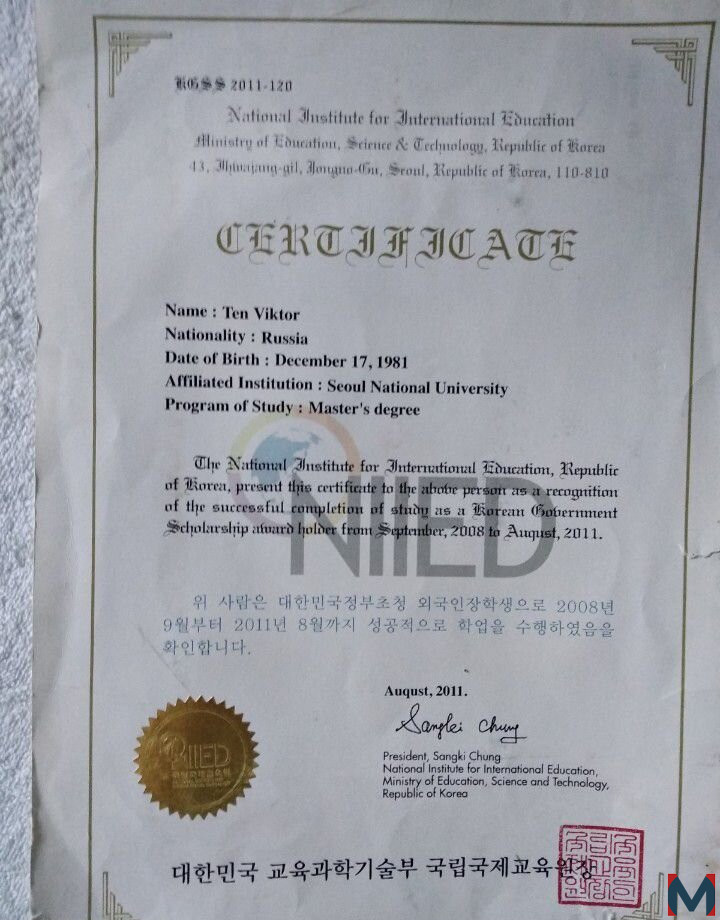 KGSS 2011-120
National Institute for International Education
Ministry of Education, Science & Technology, Republic of Korea
43, Ihwajang-gil, Jongno-Gu, Seoul, Republic of Korea, 110-810
CERTIFICATE
Name : Ten Viktor
Nationality : Russia
Date of Birth : December 17, 1981
Affiliated Institution : Seoul National University
Program of Study : Master's degree
NIIED
The National Institute for International Education, Republic
of Korea, present this certificate to the above person as a recognition
of the successful completion of study as a Korean Government
Scholarship award holder from September, 2008 to August, 2011.
위 사람은 대한민국정부초청 외국인장학생으로 2008년
9월부터 2011년 8월까지 성공적으로 학업을 수행하였음을
확인합니다.
August, 2011.
Sangki Chung
President, Sangki Chung
National Institute for International Education,
Ministry of Education, Science and Technology,
Republic of Korea
NIIED
대한민국 교육과학기술부 국립국제교육원장
M